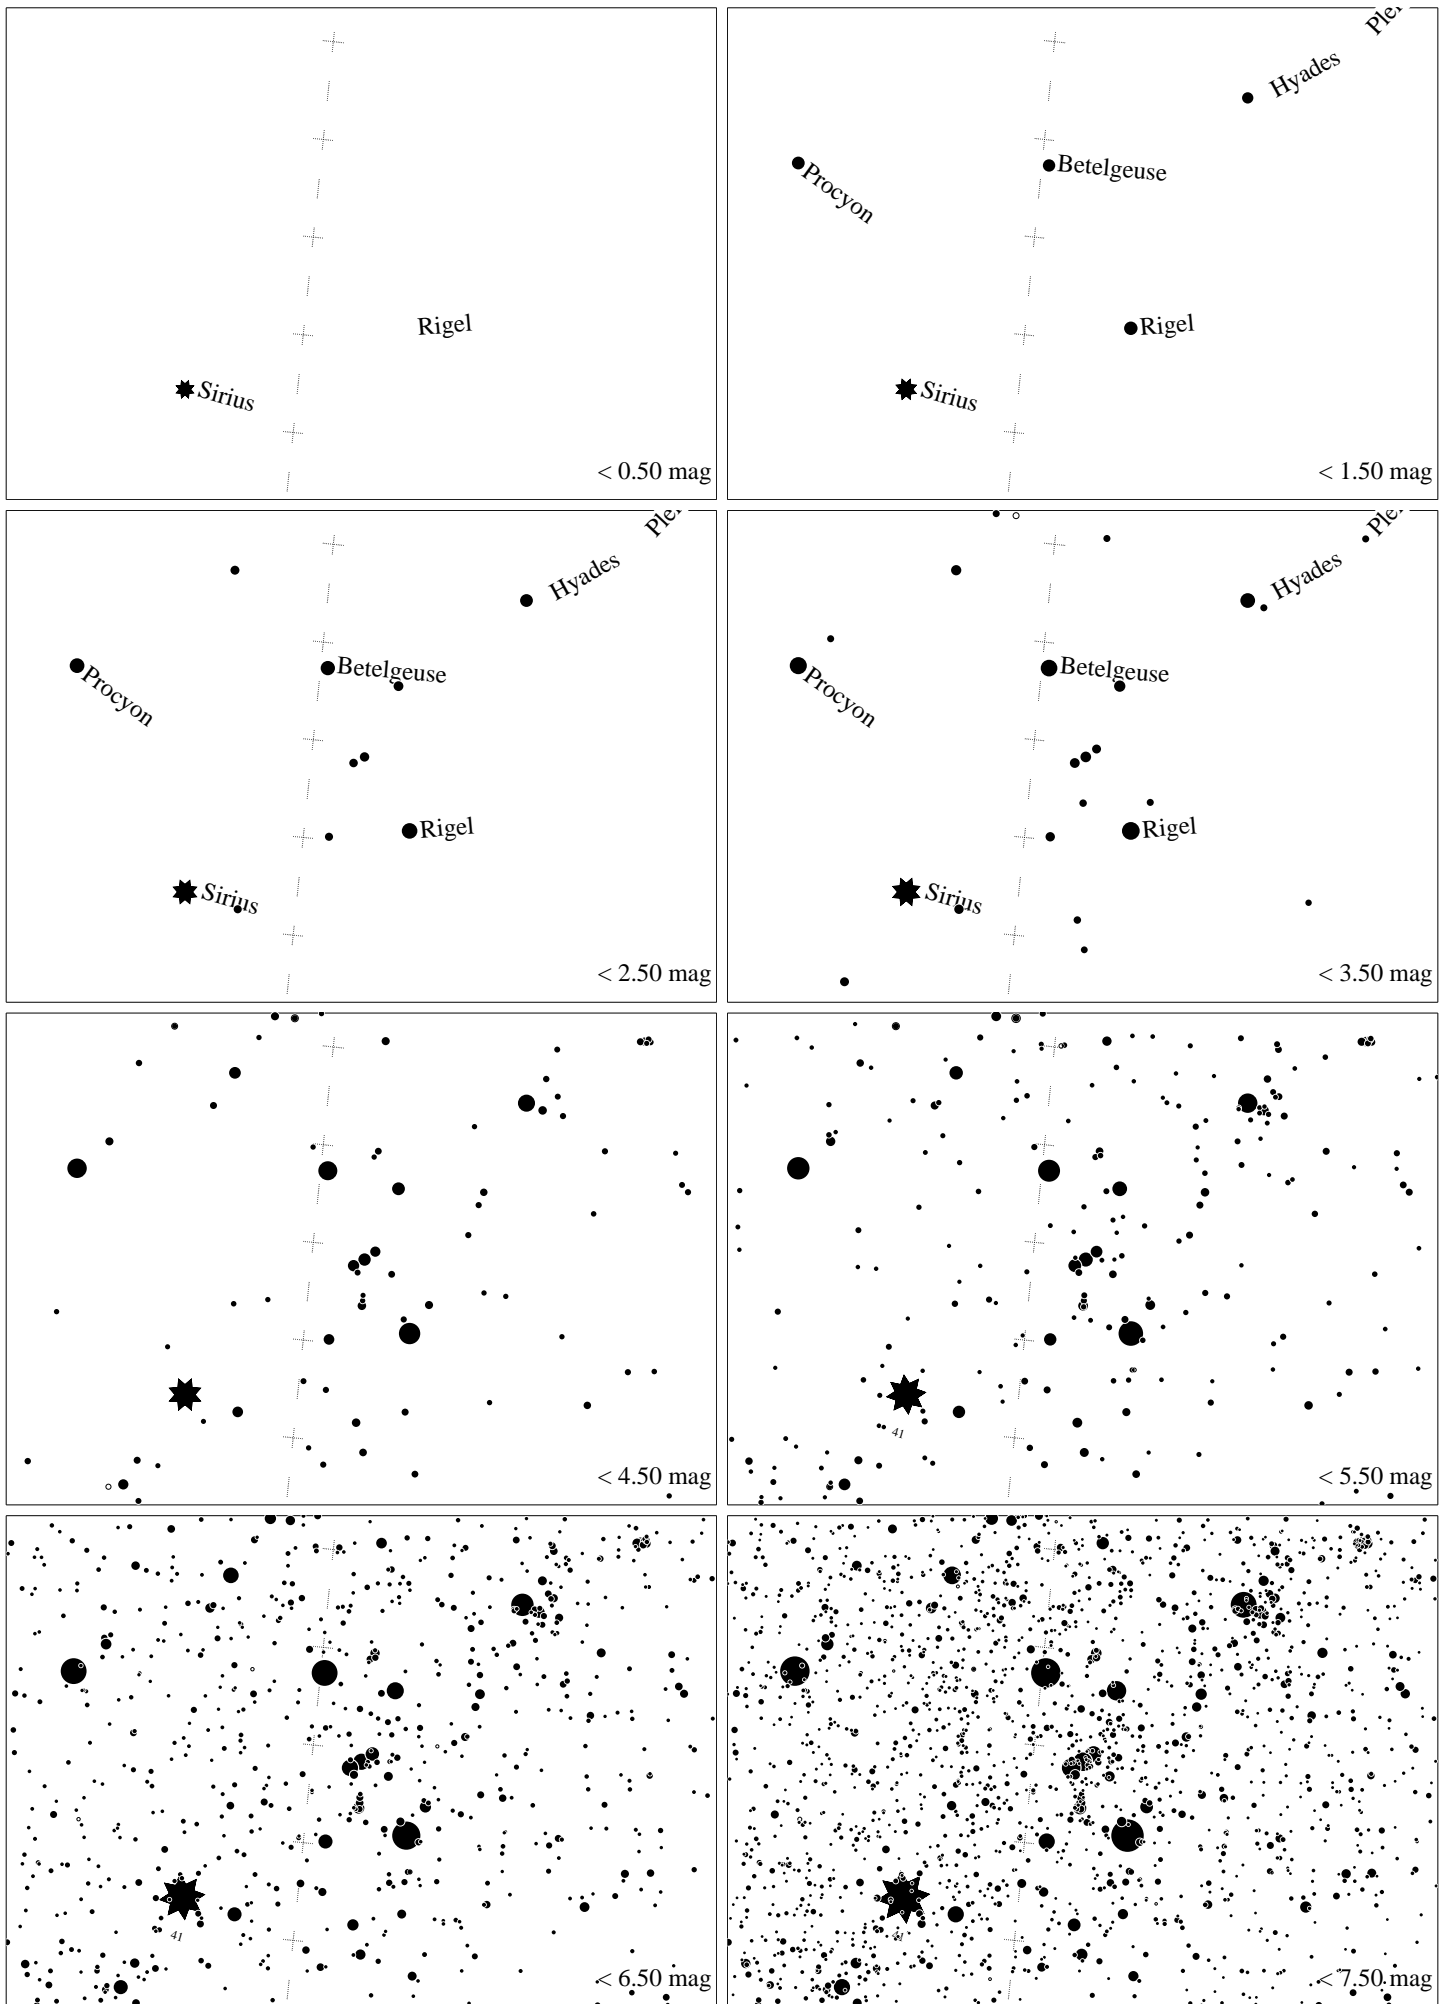 Rigel
Sirius
< 0.50 mag
Hyades
Procyon
Betelgeuse
Rigel
Sirius
< 1.50 mag
Hyades
Procyon
Betelgeuse
Rigel
Sirius
< 2.50 mag
Hyades
Procyon
Betelgeuse
Rigel
Sirius
< 3.50 mag
< 4.50 mag
41
< 5.50 mag
41
< 6.50 mag
41
< 7.50 mag